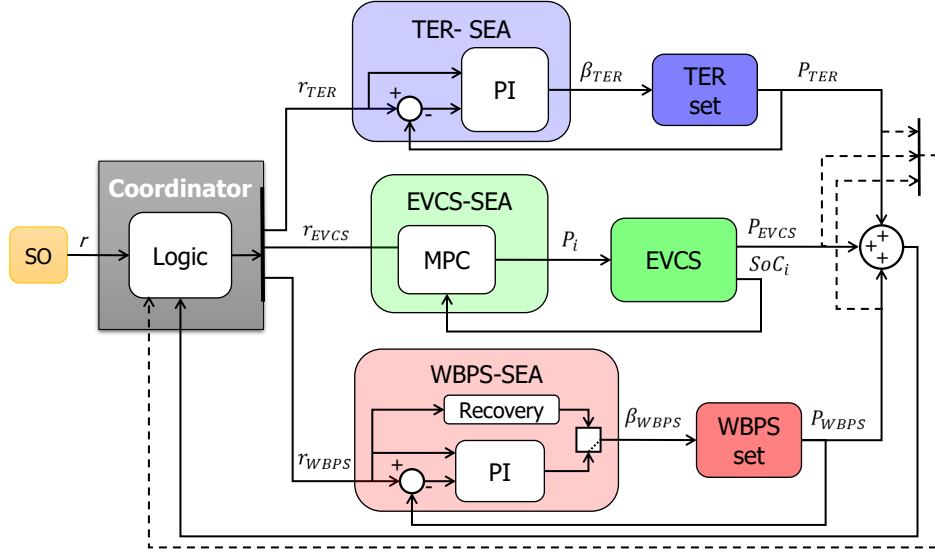 TER- SEA
r_TER
+
-
PI
β_TER
TER
set
P_TER
Coordinator
SO
r
Logic
EVCS-SEA
r_EVCS
MPC
P_i
EVCS
P_EVCS
SoC_i
+
+
+
WBPS-SEA
Recovery
r_WBPS
+
-
PI
β_WBPS
WBPS
set
P_WBPS